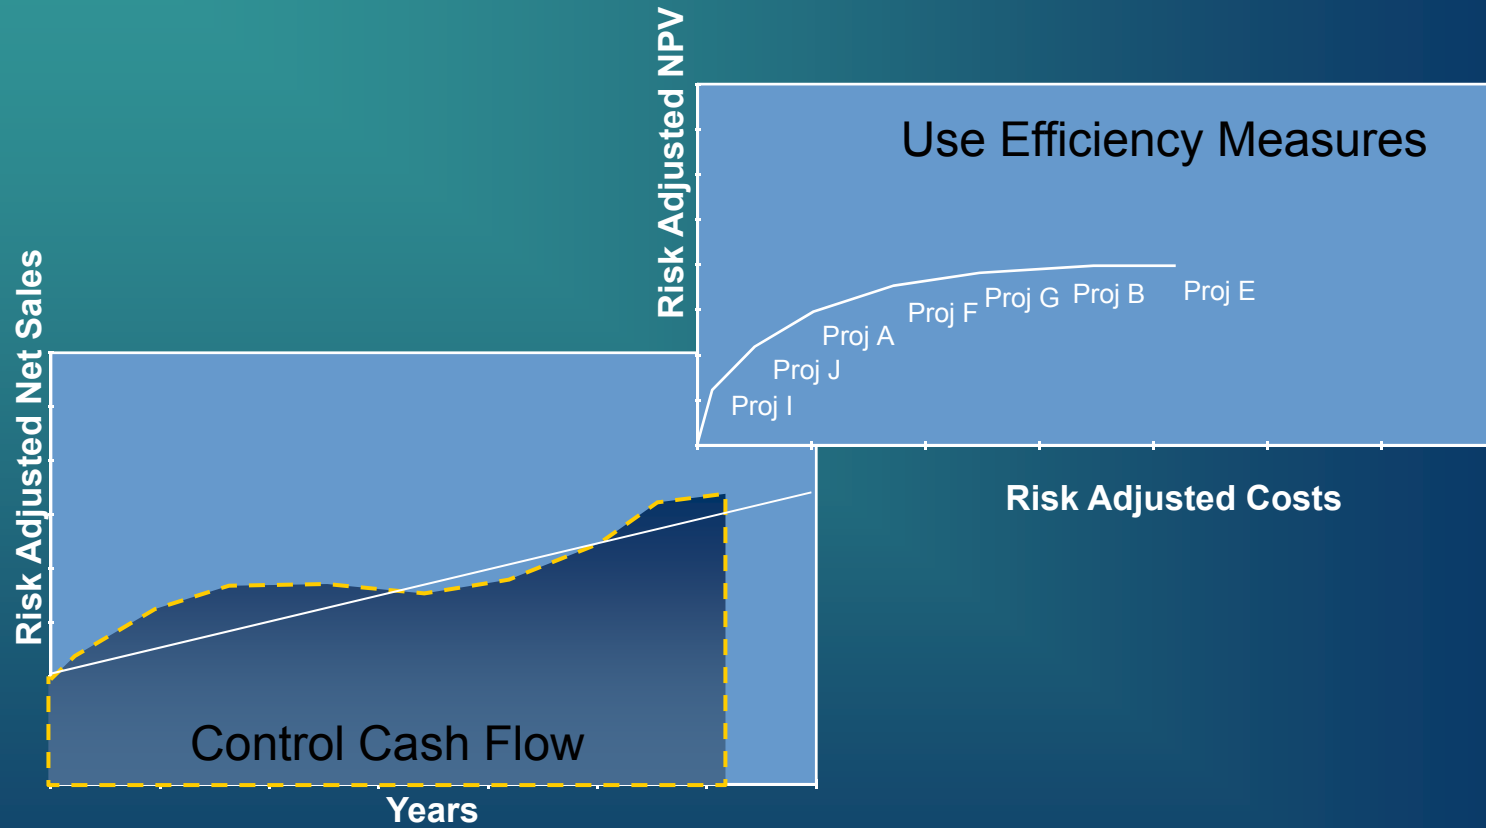 Risk Adjusted NPV
Use Efficiency Measures
Proj I
Proj J
Proj A
Proj F
Proj G
Proj B
Proj E
Risk Adjusted Costs
Risk Adjusted Net Sales
Control Cash Flow
Years